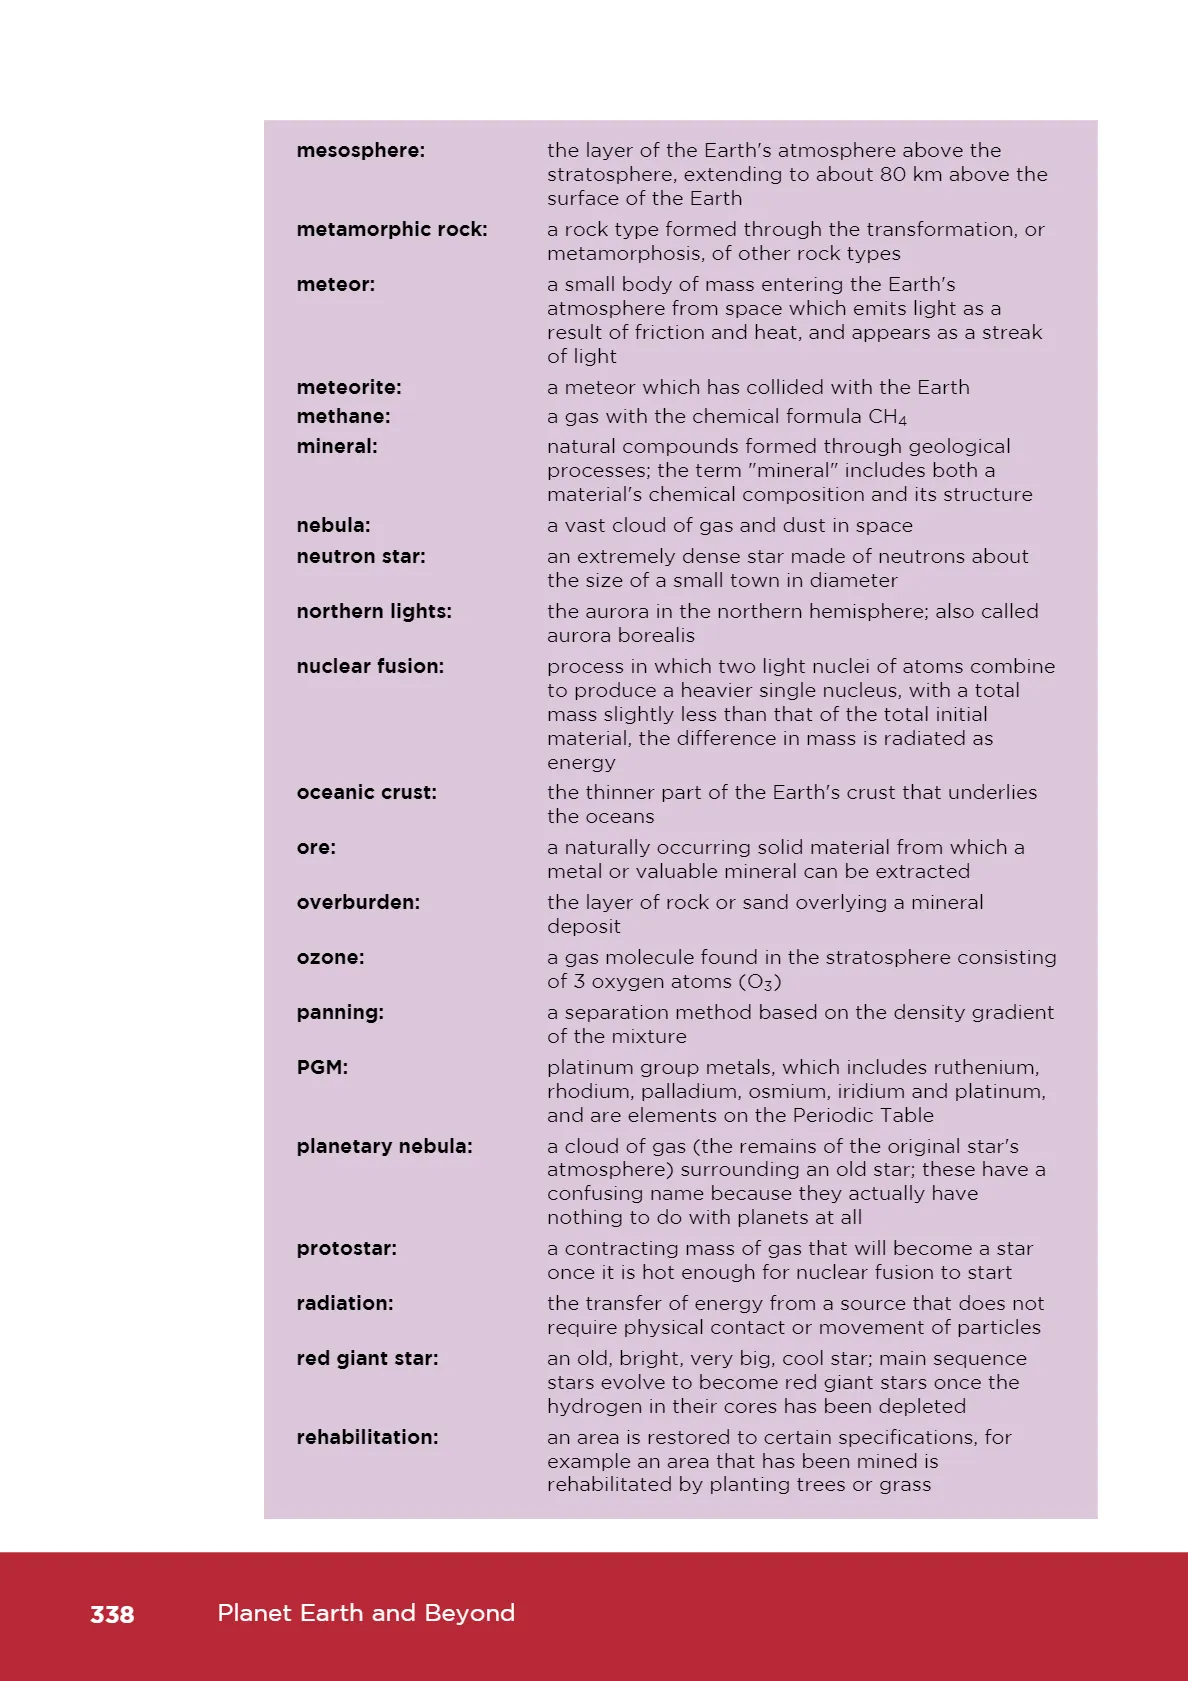 mesosphere: the layer of the Earth's atmosphere above the
stratosphere, extending to about 80 km above the
surface of the Earth
metamorphic rock: a rock type formed through the transformation, or
metamorphosis, of other rock types
meteor: a small body of mass entering the Earth's
atmosphere from space which emits light as a
result of friction and heat, and appears as a streak
of light
meteorite: a meteor which has collided with the Earth
methane: a gas with the chemical formula CH₄
mineral: natural compounds formed through geological
processes; the term "mineral" includes both a
material's chemical composition and its structure
nebula: a vast cloud of gas and dust in space
neutron star: an extremely dense star made of neutrons about
the size of a small town in diameter
northern lights: the aurora in the northern hemisphere; also called
aurora borealis
nuclear fusion: process in which two light nuclei of atoms combine
to produce a heavier single nucleus, with a total
mass slightly less than that of the total initial
material, the difference in mass is radiated as
energy
oceanic crust: the thinner part of the Earth's crust that underlies
the oceans
ore: a naturally occurring solid material from which a
metal or valuable mineral can be extracted
overburden: the layer of rock or sand overlying a mineral
deposit
ozone: a gas molecule found in the stratosphere consisting
of 3 oxygen atoms (O₃)
panning: a separation method based on the density gradient
of the mixture
PGM: platinum group metals, which includes ruthenium,
rhodium, palladium, osmium, iridium and platinum,
and are elements on the Periodic Table
planetary nebula: a cloud of gas (the remains of the original star's
atmosphere) surrounding an old star; these have a
confusing name because they actually have
nothing to do with planets at all
protostar: a contracting mass of gas that will become a star
once it is hot enough for nuclear fusion to start
radiation: the transfer of energy from a source that does not
require physical contact or movement of particles
red giant star: an old, bright, very big, cool star; main sequence
stars evolve to become red giant stars once the
hydrogen in their cores has been depleted
rehabilitation: an area is restored to certain specifications, for
example an area that has been mined is
rehabilitated by planting trees or grass
338 Planet Earth and Beyond